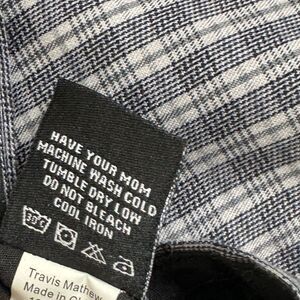 HAVE YOUR MOM
MACHINE WASH COLD
TUMBLE DRY LOW
DO NOT BLEACH
COOL IRON
Travis Mathew
Made in